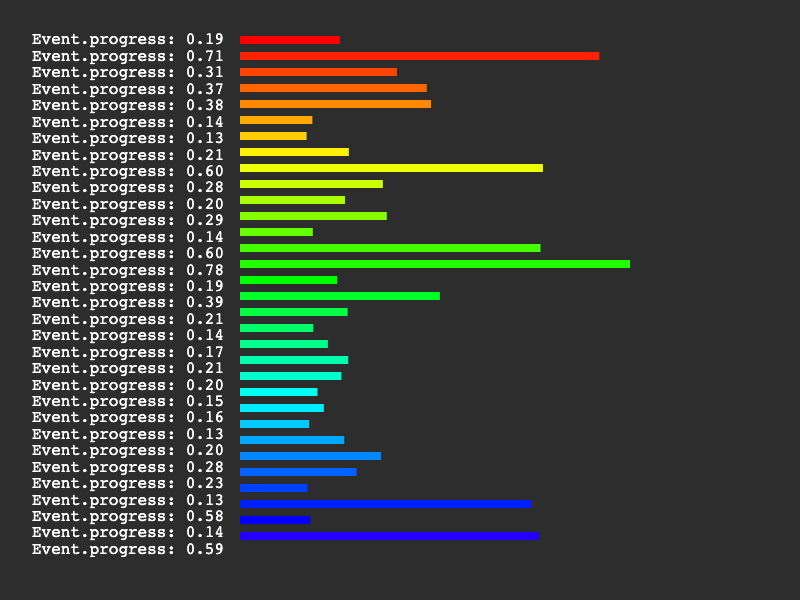 Event.progress: 0.19
Event.progress: 0.71
Event.progress: 0.31
Event.progress: 0.37
Event.progress: 0.38
Event.progress: 0.14
Event.progress: 0.13
Event.progress: 0.21
Event.progress: 0.60
Event.progress: 0.28
Event.progress: 0.20
Event.progress: 0.29
Event.progress: 0.14
Event.progress: 0.60
Event.progress: 0.78
Event.progress: 0.19
Event.progress: 0.39
Event.progress: 0.21
Event.progress: 0.14
Event.progress: 0.17
Event.progress: 0.21
Event.progress: 0.20
Event.progress: 0.15
Event.progress: 0.16
Event.progress: 0.13
Event.progress: 0.20
Event.progress: 0.28
Event.progress: 0.23
Event.progress: 0.13
Event.progress: 0.58
Event.progress: 0.14
Event.progress: 0.59